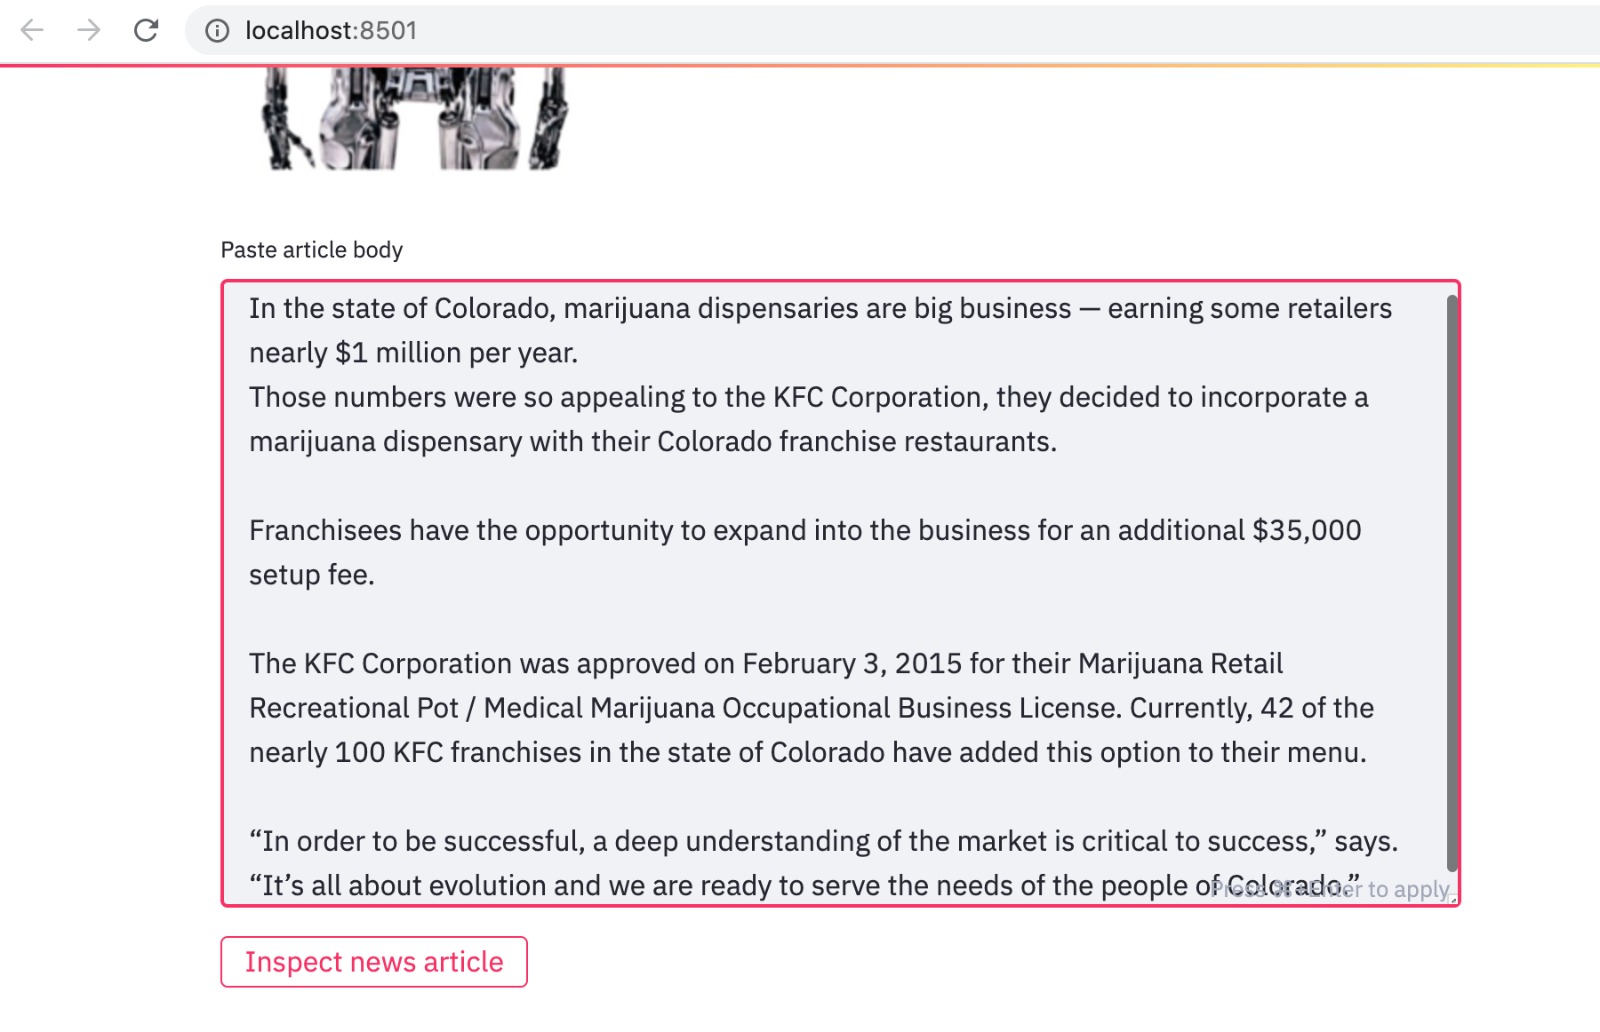 localhost:8501
Paste article body
In the state of Colorado, marijuana dispensaries are big business — earning some retailers
nearly $1 million per year.
Those numbers were so appealing to the KFC Corporation, they decided to incorporate a
marijuana dispensary with their Colorado franchise restaurants.
Franchisees have the opportunity to expand into the business for an additional $35,000
setup fee.
The KFC Corporation was approved on February 3, 2015 for their Marijuana Retail
Recreational Pot / Medical Marijuana Occupational Business License. Currently, 42 of the
nearly 100 KFC franchises in the state of Colorado have added this option to their menu.
“In order to be successful, a deep understanding of the market is critical to success,” says.
“It’s all about evolution and we are ready to serve the needs of the people of Colorado.”
Press ⌘+Enter to apply
Inspect news article